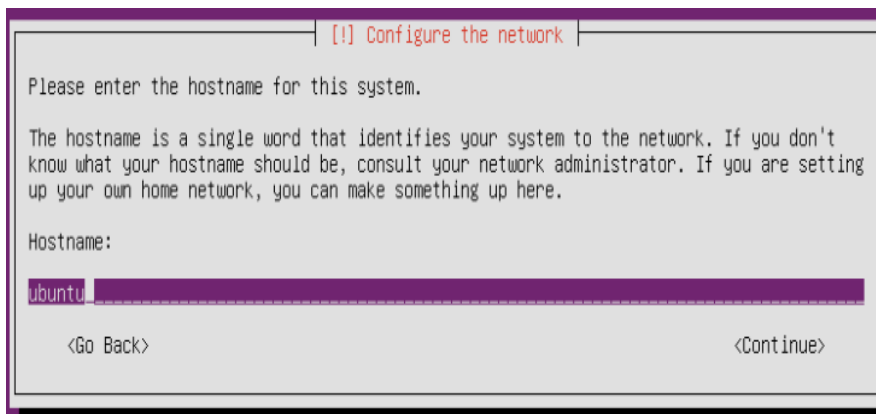 [!] Configure the network
Please enter the hostname for this system.
The hostname is a single word that identifies your system to the network. If you don't
know what your hostname should be, consult your network administrator. If you are setting
up your own home network, you can make something up here.
Hostname:
ubuntu
<Go Back> <Continue>